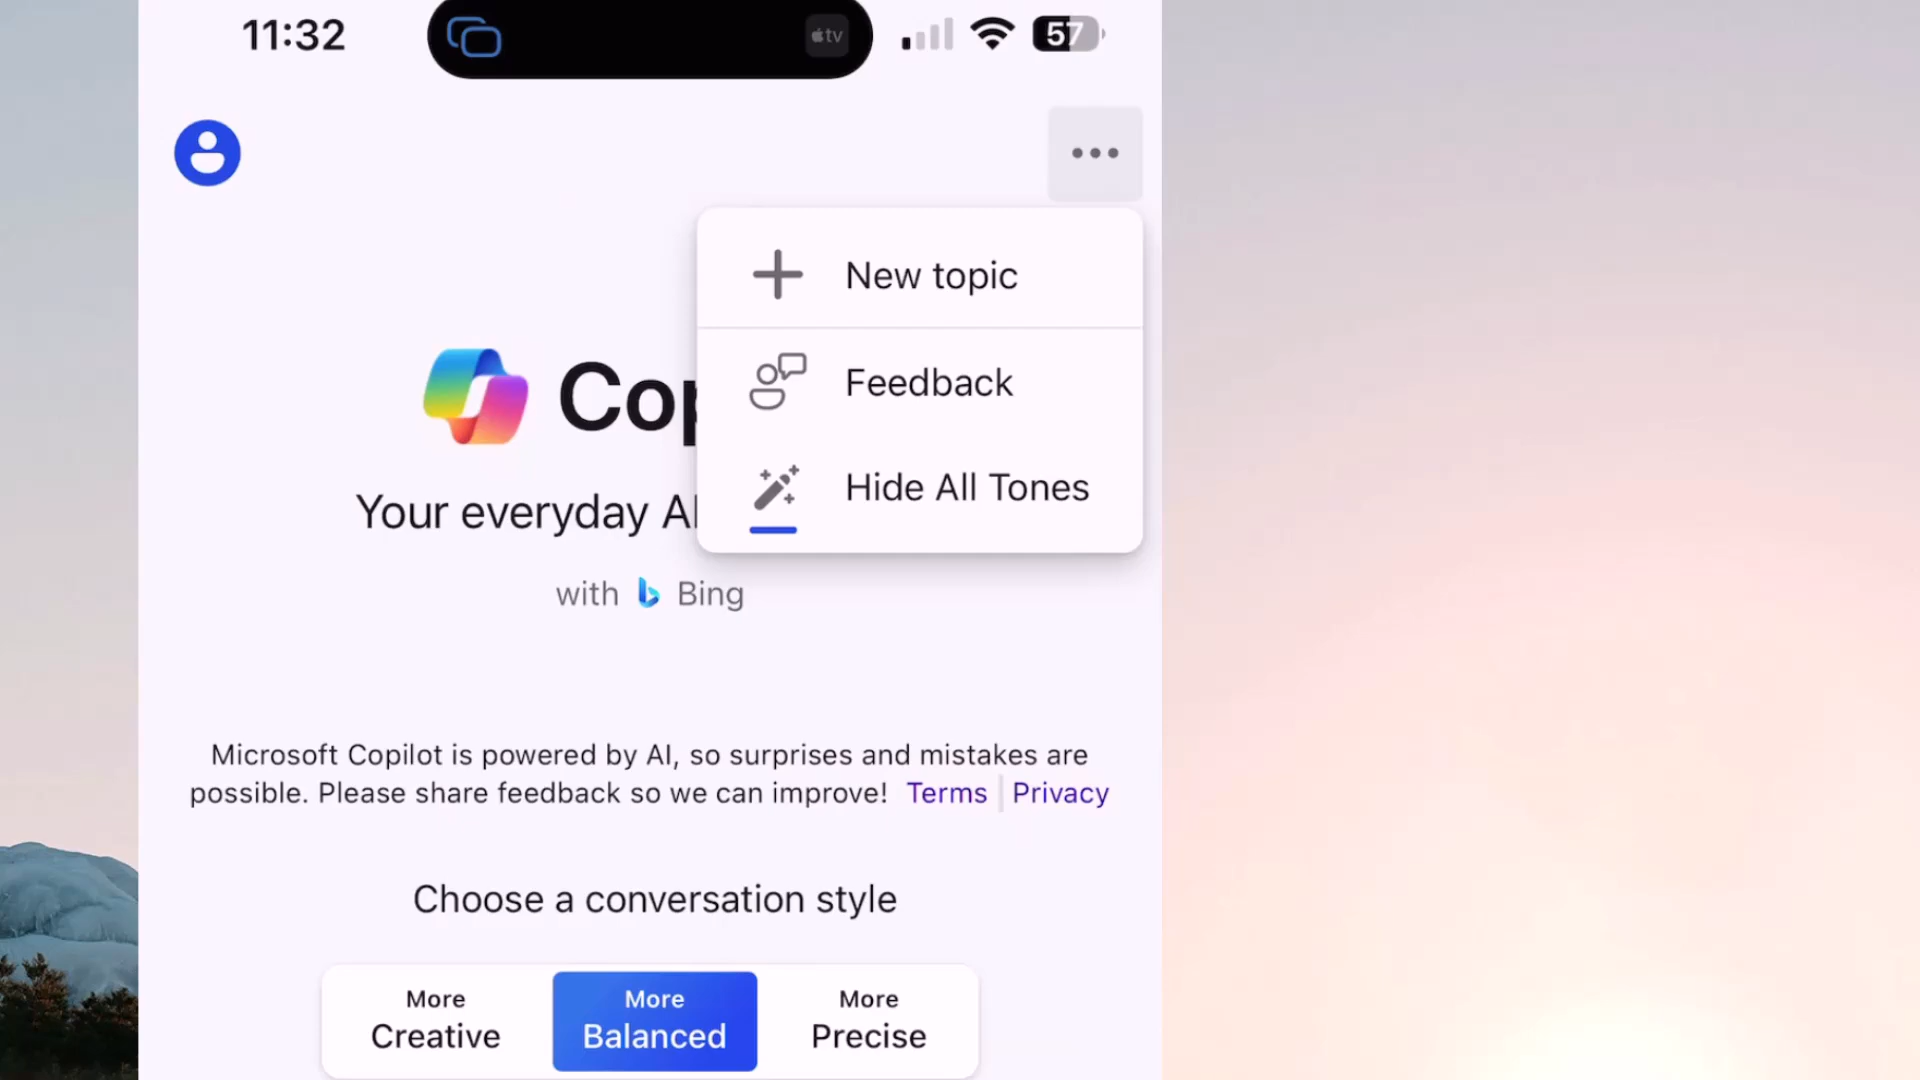 11:32
tv
57
New topic
Feedback
Hide All Tones
Your everyday AI
with Bing
Microsoft Copilot is powered by AI, so surprises and mistakes are
possible. Please share feedback so we can improve! Terms Privacy
Choose a conversation style
More Creative
More Balanced
More Precise